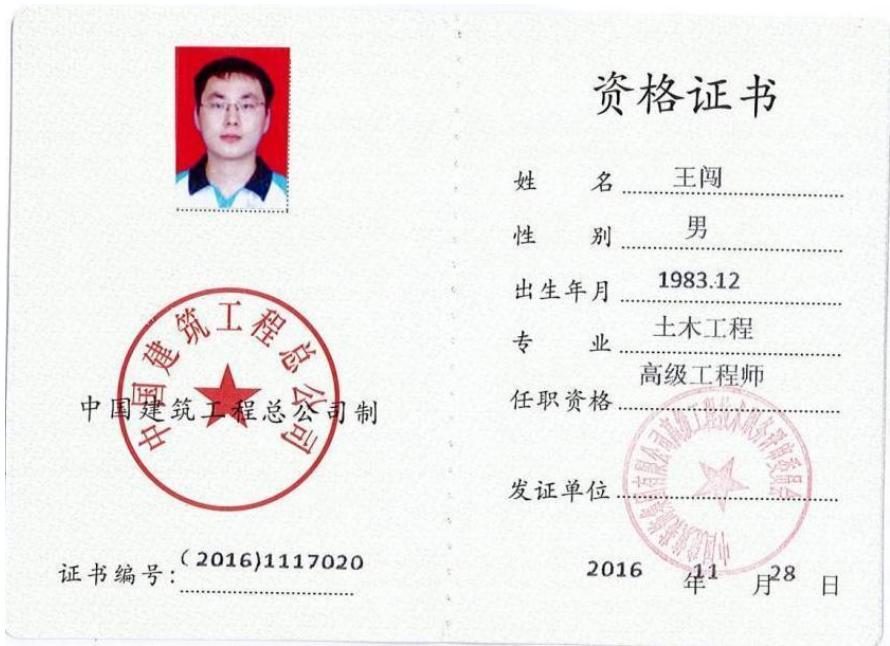 中国建筑工程总公司
中国建筑工程总公司制
证书编号:(2016)1117020
资格证书
姓 名 王闯
性 别 男
出生年月 1983.12
专 业 土木工程
任职资格 高级工程师
发证单位
2016 年 11 月 28 日